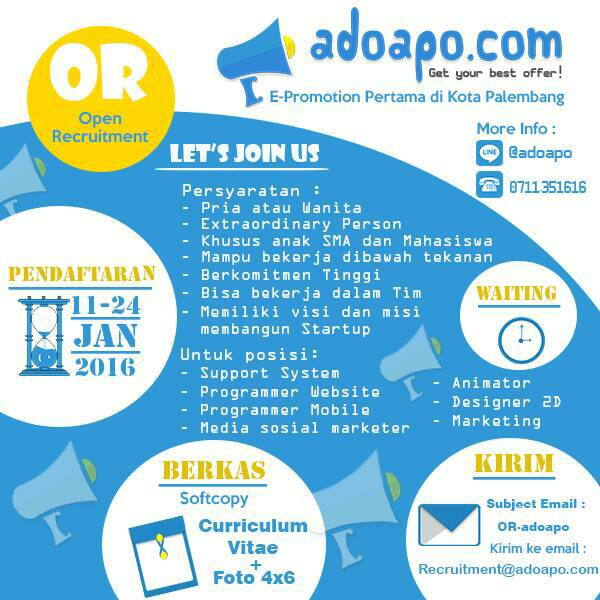 OR
Open
Recruitment
adoapo.com
Get your best offer!
E-Promotion Pertama di Kota Palembang
More Info :
LINE @adoapo
0711351616
LET'S JOIN US
Persyaratan :
- Pria atau Wanita
- Extraordinary Person
- Khusus anak SMA dan Mahasiswa
- Mampu bekerja dibawah tekanan
- Berkomitmen Tinggi
- Bisa bekerja dalam Tim
- Memiliki visi dan misi
membangun Startup
PENDAFTARAN
11-24
JAN
2016
WAITING
Untuk posisi:
- Support System
- Programmer Website
- Programmer Mobile
- Media sosial marketer
- Animator
- Designer 2D
- Marketing
BERKAS
Softcopy
Curriculum
Vitae
+
Foto 4x6
KIRIM
Subject Email :
OR-adoapo
Kirim ke email :
Recruitment@adoapo.com